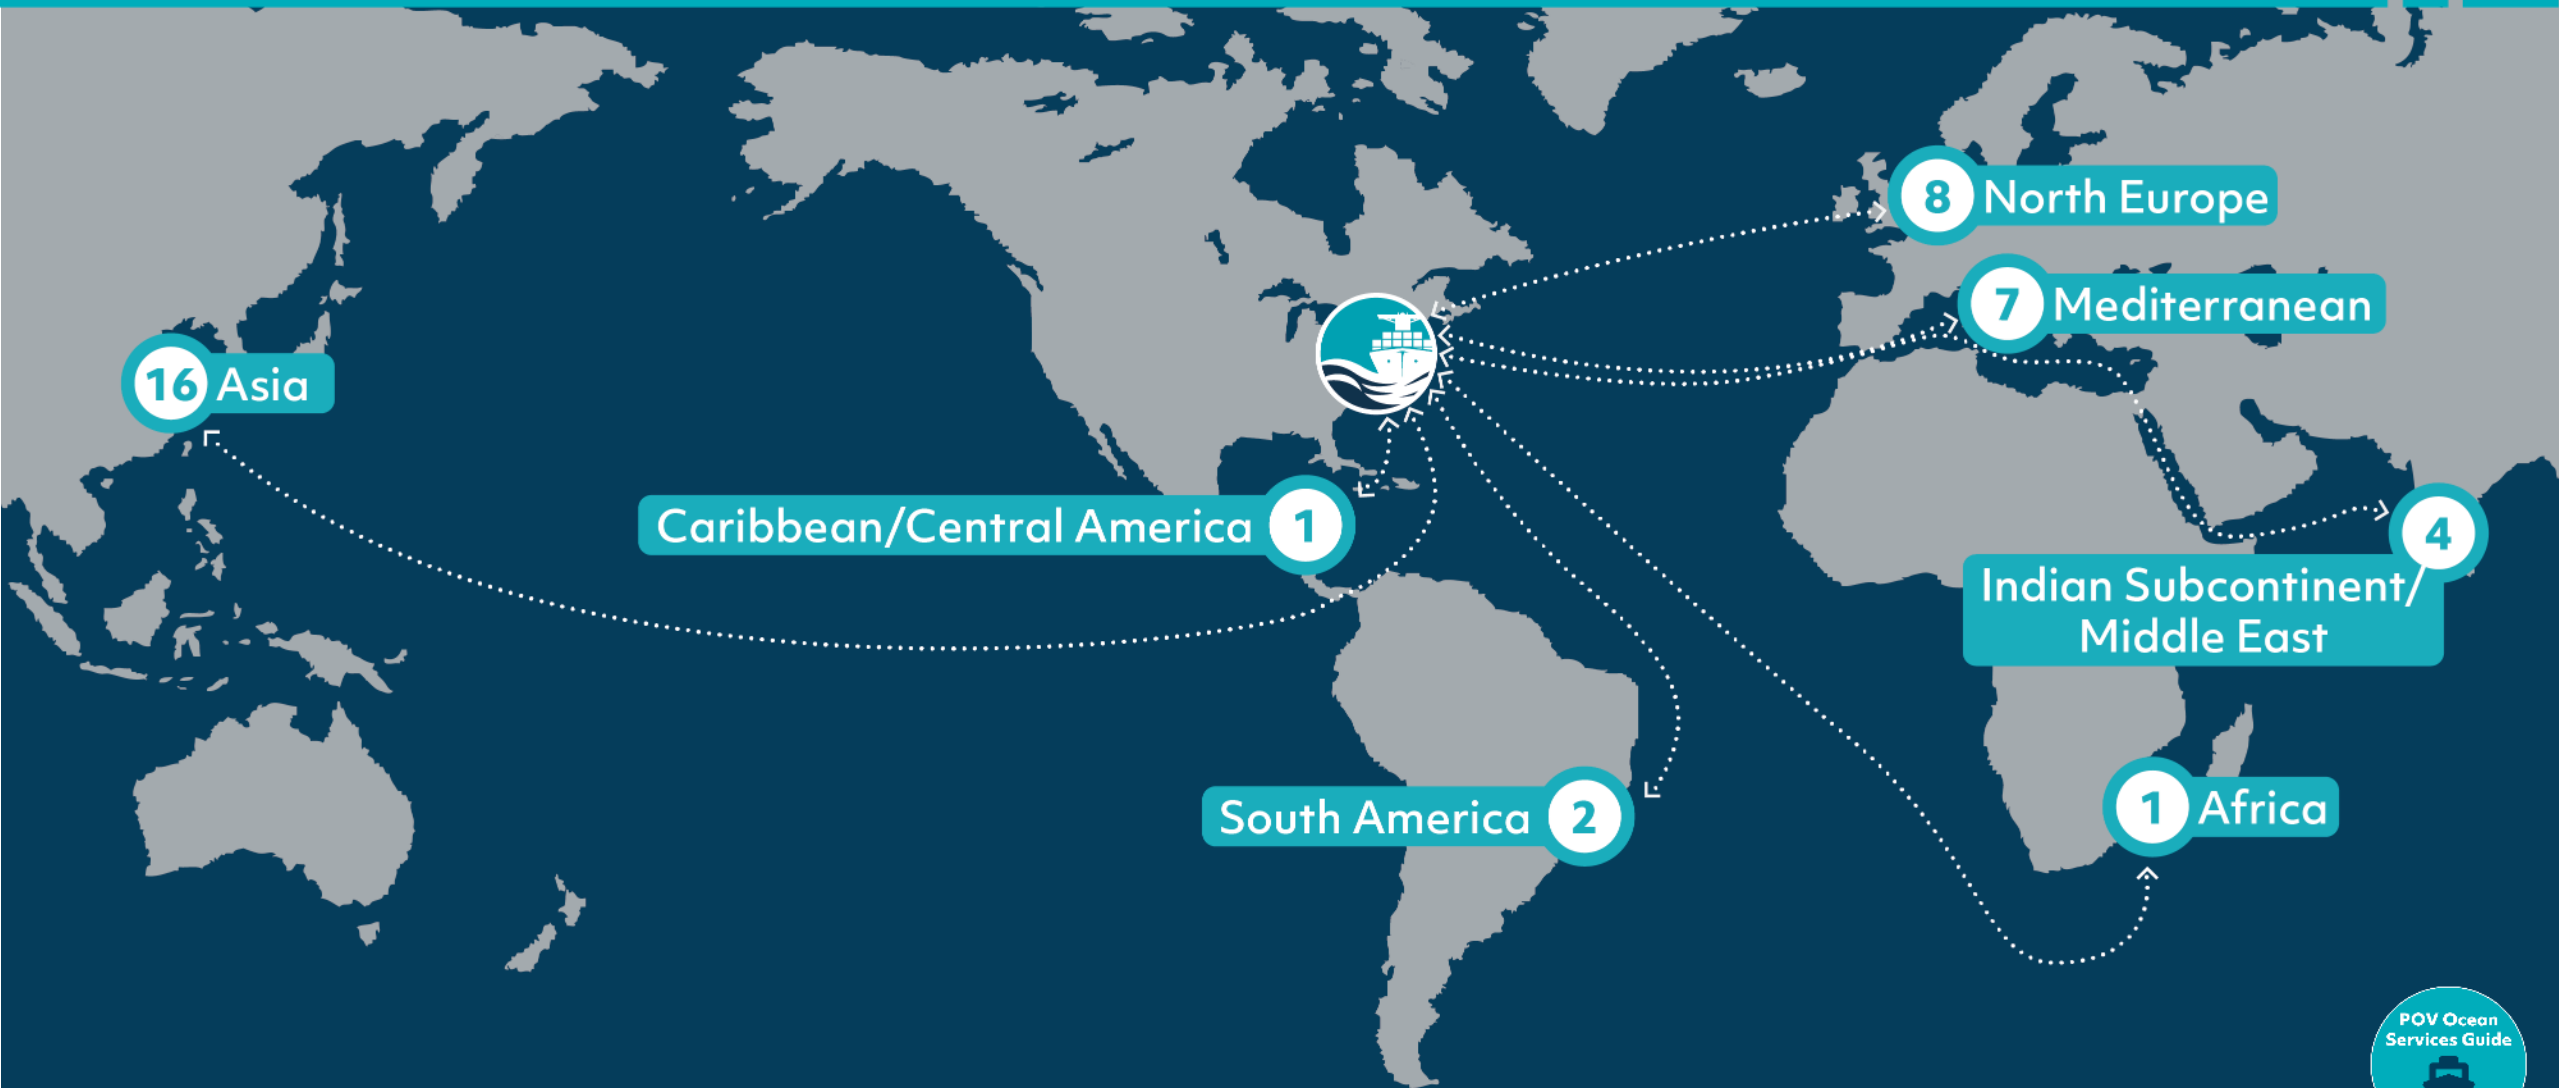 8 North Europe
7 Mediterranean
16 Asia
Caribbean/Central America 1
4
Indian Subcontinent/
Middle East
South America 2
1 Africa
POV Ocean
Services Guide